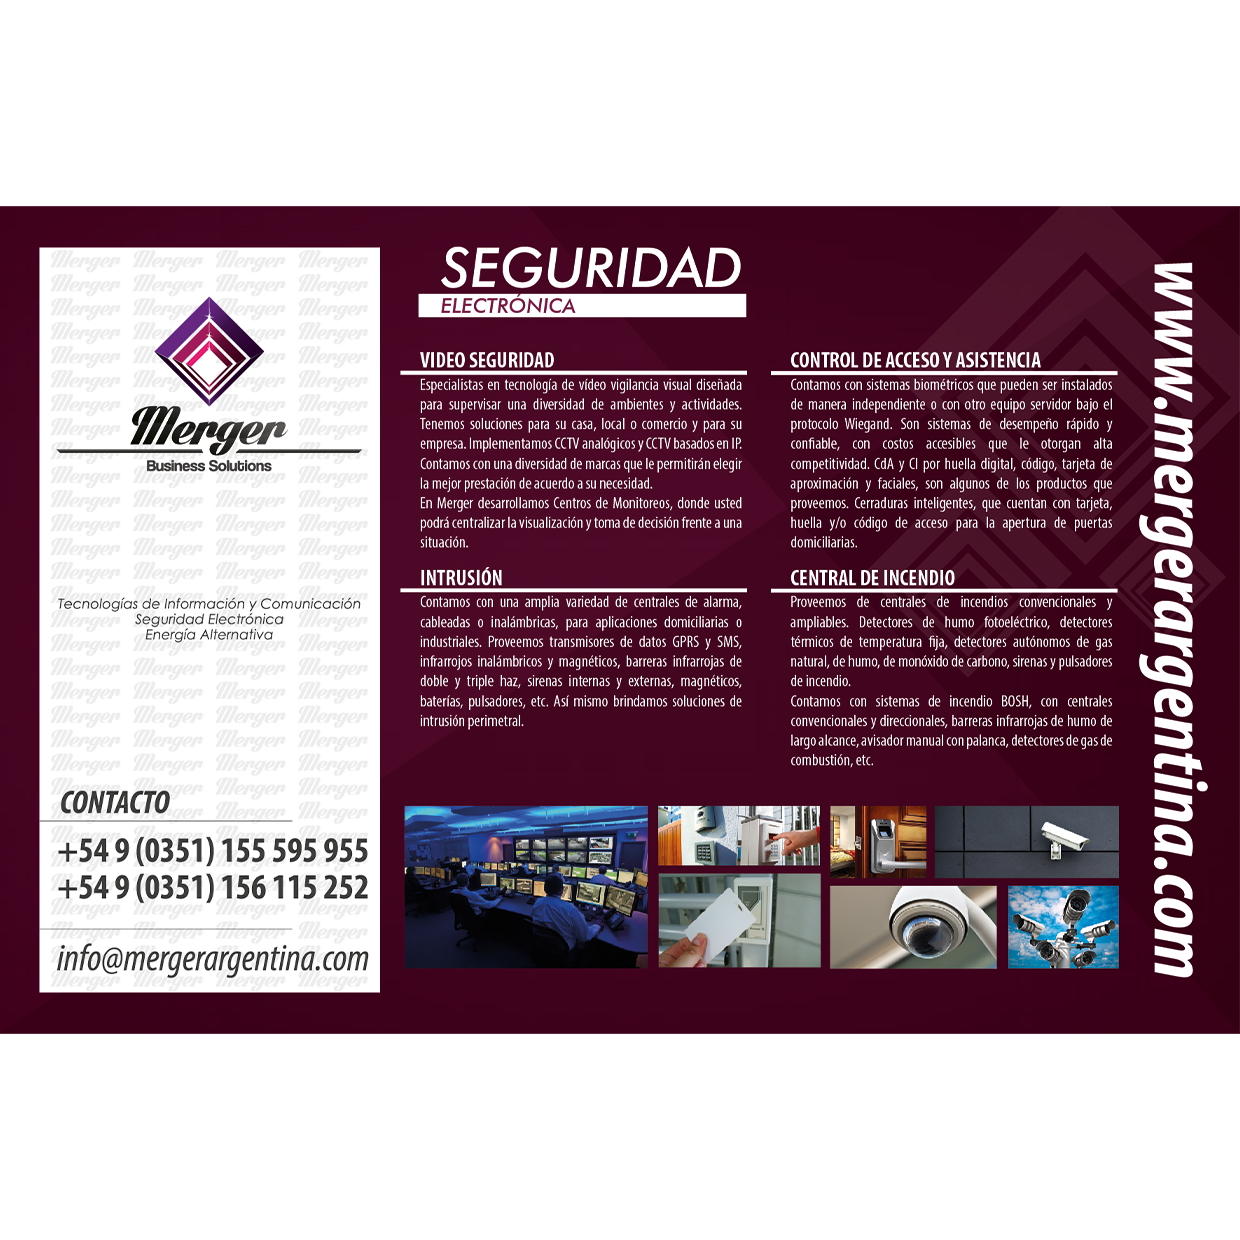 Merger
Business Solutions
Tecnologías de Información y Comunicación
Seguridad Electrónica
Energía Alternativa
CONTACTO
+54 9 (0351) 155 595 955
+54 9 (0351) 156 115 252
info@mergerargentina.com
SEGURIDAD
ELECTRÓNICA
VIDEO SEGURIDAD
Especialistas en tecnología de vídeo vigilancia visual diseñada
para supervisar una diversidad de ambientes y actividades.
Tenemos soluciones para su casa, local o comercio y para su
empresa. Implementamos CCTV analógicos y CCTV basados en IP.
Contamos con una diversidad de marcas que le permitirán elegir
la mejor prestación de acuerdo a su necesidad.
En Merger desarrollamos Centros de Monitoreos, donde usted
podrá centralizar la visualización y toma de decisión frente a una
situación.
INTRUSIÓN
Contamos con una amplia variedad de centrales de alarma,
cableadas o inalámbricas, para aplicaciones domiciliarias o
industriales. Proveemos transmisores de datos GPRS y SMS,
infrarrojos inalámbricos y magnéticos, barreras infrarrojas de
doble y triple haz, sirenas internas y externas, magnéticos,
baterías, pulsadores, etc. Así mismo brindamos soluciones de
intrusión perimetral.
CONTROL DE ACCESO Y ASISTENCIA
Contamos con sistemas biométricos que pueden ser instalados
de manera independiente o con otro equipo servidor bajo el
protocolo Wiegand. Son sistemas de desempeño rápido y
confiable, con costos accesibles que le otorgan alta
competitividad. CdA y CI por huella digital, código, tarjeta de
aproximación y faciales, son algunos de los productos que
proveemos. Cerraduras inteligentes, que cuentan con tarjeta,
huella y/o código de acceso para la apertura de puertas
domiciliarias.
CENTRAL DE INCENDIO
Proveemos de centrales de incendios convencionales y
ampliables. Detectores de humo fotoeléctrico, detectores
térmicos de temperatura fija, detectores autónomos de gas
natural, de humo, de monóxido de carbono, sirenas y pulsadores
de incendio.
Contamos con sistemas de incendio BOSH, con centrales
convencionales y direccionales, barreras infrarrojas de humo de
largo alcance, avisador manual con palanca, detectores de gas de
combustión, etc.
www.mergerargentina.com